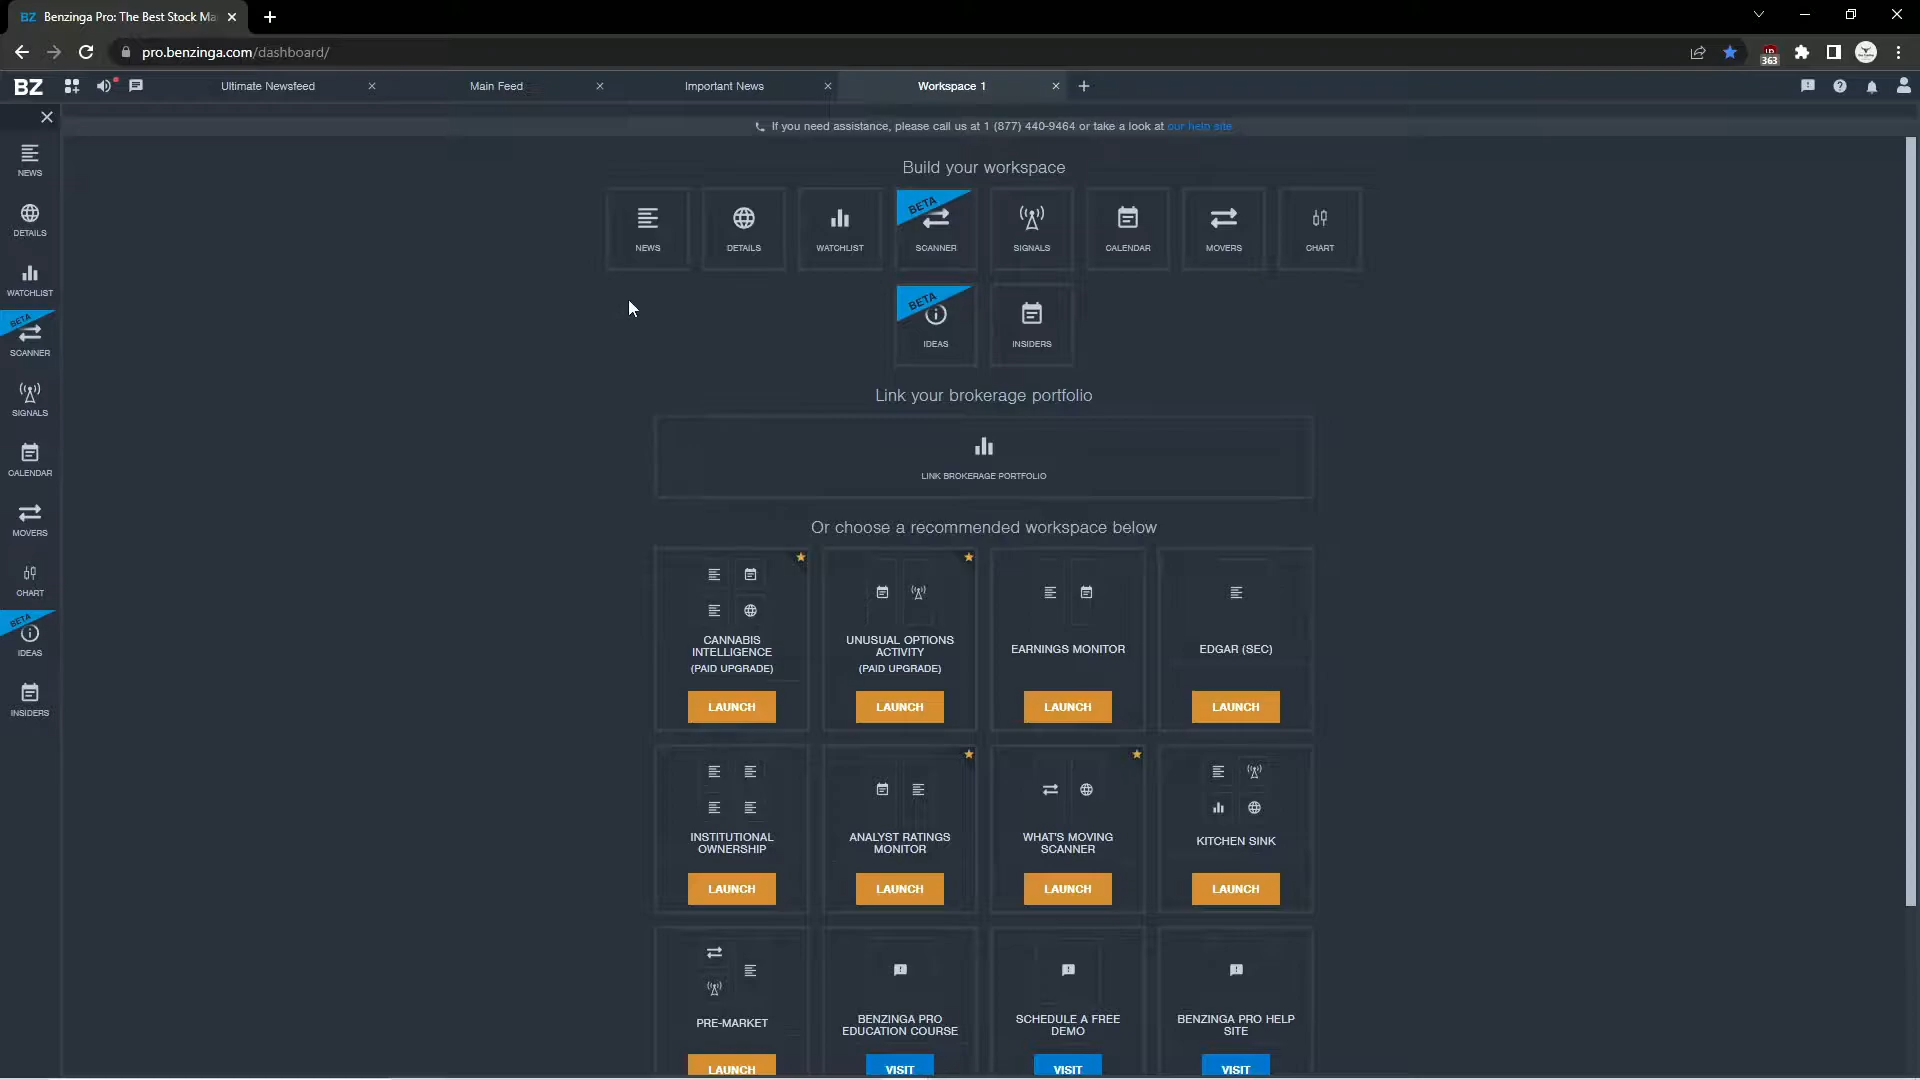 BZ Benzinga Pro: The Best Stock Ma
pro.benzinga.com/dashboard/
363
BZ
Ultimate Newsfeed
Main Feed
Important News
Workspace 1
If you need assistance, please call us at 1 (877) 440-9464 or take a look at our help site
NEWS
DETAILS
WATCHLIST
BETA
SCANNER
SIGNALS
CALENDAR
MOVERS
CHART
BETA
IDEAS
INSIDERS
Build your workspace
NEWS
DETAILS
WATCHLIST
BETA
SCANNER
SIGNALS
CALENDAR
MOVERS
CHART
BETA
IDEAS
INSIDERS
Link your brokerage portfolio
LINK BROKERAGE PORTFOLIO
Or choose a recommended workspace below
CANNABIS
INTELLIGENCE
(PAID UPGRADE)
LAUNCH
UNUSUAL OPTIONS
ACTIVITY
(PAID UPGRADE)
LAUNCH
EARNINGS MONITOR
LAUNCH
EDGAR (SEC)
LAUNCH
INSTITUTIONAL
OWNERSHIP
LAUNCH
ANALYST RATINGS
MONITOR
LAUNCH
WHAT'S MOVING
SCANNER
LAUNCH
KITCHEN SINK
LAUNCH
PRE-MARKET
LAUNCH
BENZINGA PRO
EDUCATION COURSE
VISIT
SCHEDULE A FREE
DEMO
VISIT
BENZINGA PRO HELP
SITE
VISIT